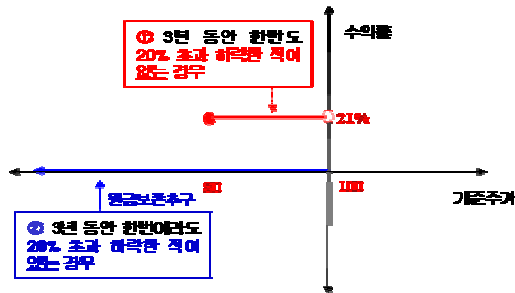 수익률
① 3년 동안 한번도
20% 초과 하락한 적이
없는 경우
21%
80
100
기준주가
원금보존추구
② 3년 동안 한번이라도
20% 초과 하락한 적이
있는 경우